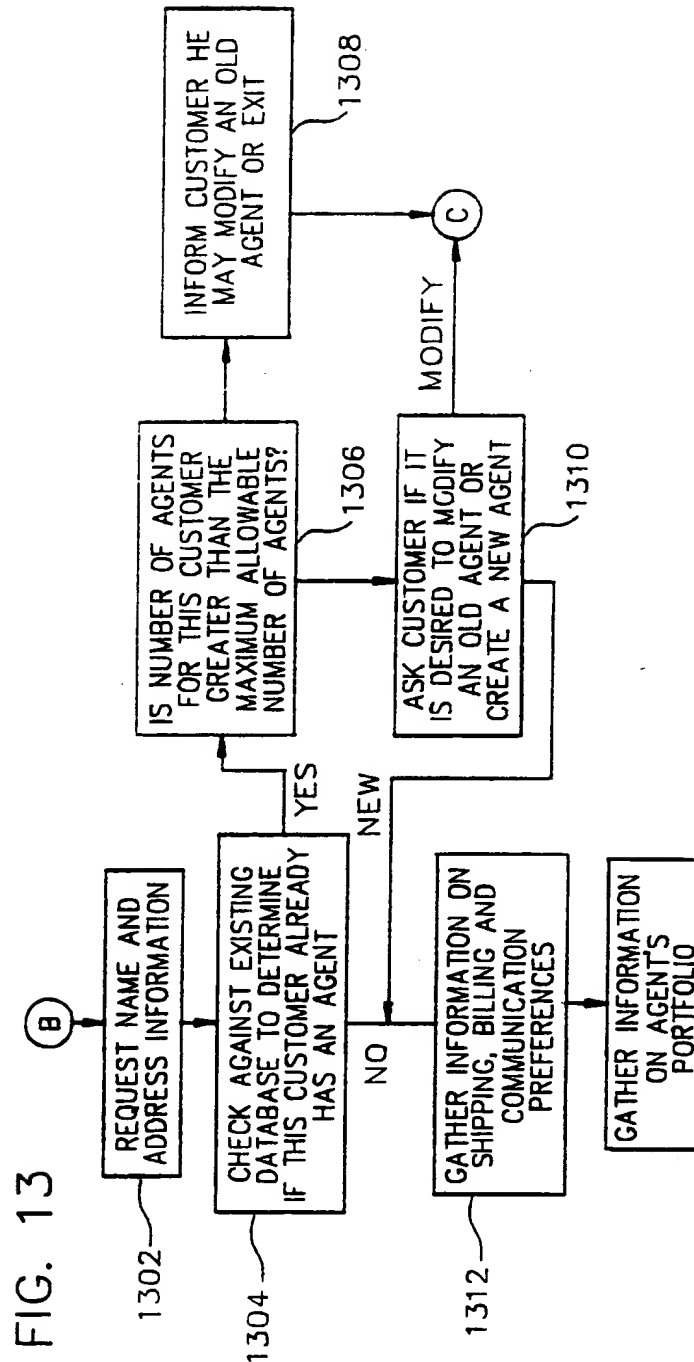 FIG. 13
B
REQUEST NAME AND
ADDRESS INFORMATION
1302
CHECK AGAINST EXISTING
DATABASE TO DETERMINE
IF THIS CUSTOMER ALREADY
HAS AN AGENT
1304
YES
NO
IS NUMBER OF AGENTS
FOR THIS CUSTOMER
GREATER THAN THE
MAXIMUM ALLOWABLE
NUMBER OF AGENTS?
1306
INFORM CUSTOMER HE
MAY MODIFY AN OLD
AGENT OR EXIT
1308
ASK CUSTOMER IF IT
IS DESIRED TO MODIFY
AN OLD AGENT OR
CREATE A NEW AGENT
1310
MODIFY
C
NEW
GATHER INFORMATION ON
SHIPPING, BILLING AND
COMMUNICATION
PREFERENCES
1312
GATHER INFORMATION
ON AGENT'S
PORTFOLIO